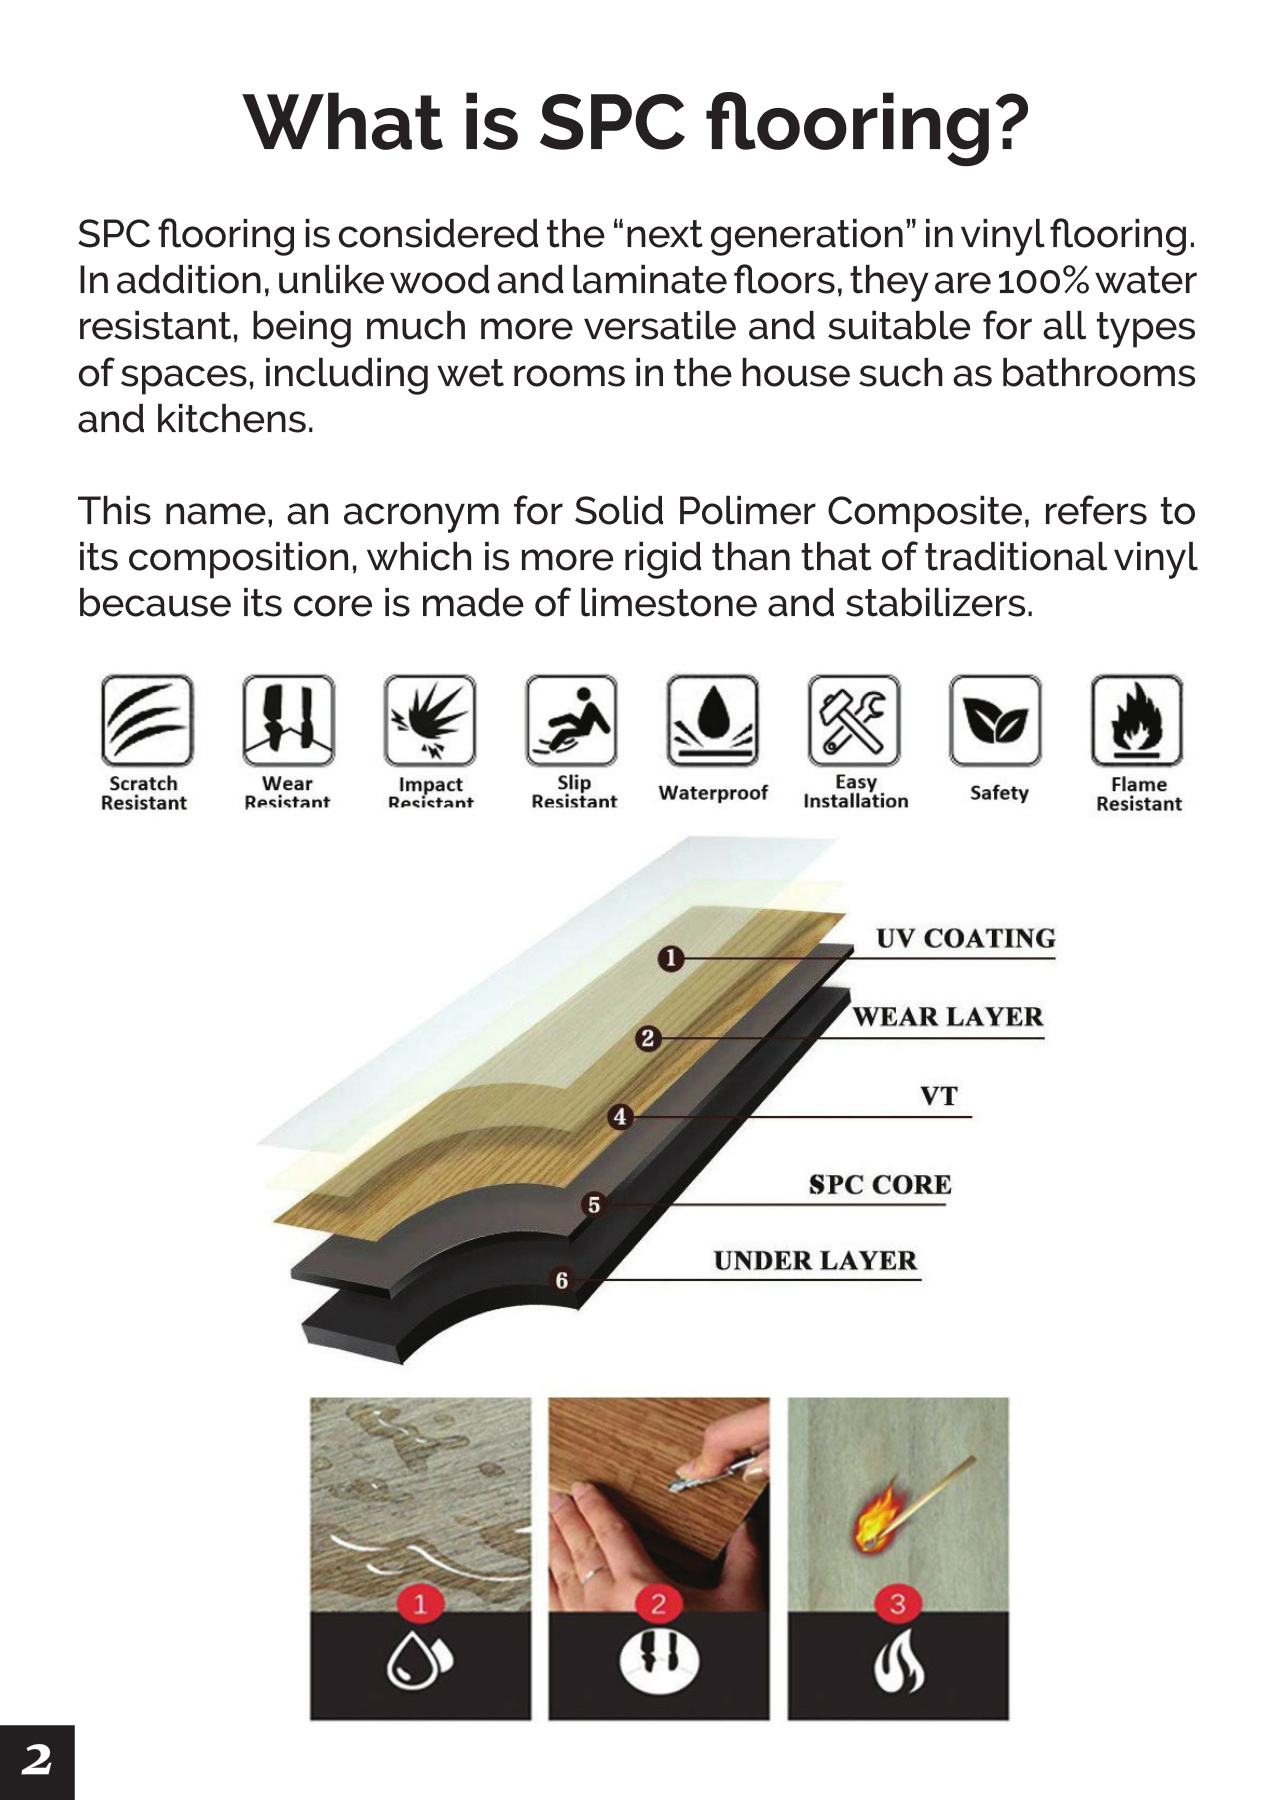 What is SPC flooring?
SPC flooring is considered the “next generation” in vinyl flooring.
In addition, unlike wood and laminate floors, they are 100% water
resistant, being much more versatile and suitable for all types
of spaces, including wet rooms in the house such as bathrooms
and kitchens.
This name, an acronym for Solid Polimer Composite, refers to
its composition, which is more rigid than that of traditional vinyl
because its core is made of limestone and stabilizers.
Scratch
Resistant
Wear
Resistant
Impact
Resistant
Slip
Resistant
Waterproof
Easy
Installation
Safety
Flame
Resistant
1 UV COATING
2 WEAR LAYER
4 VT
5 SPC CORE
6 UNDER LAYER
1
2
3
2